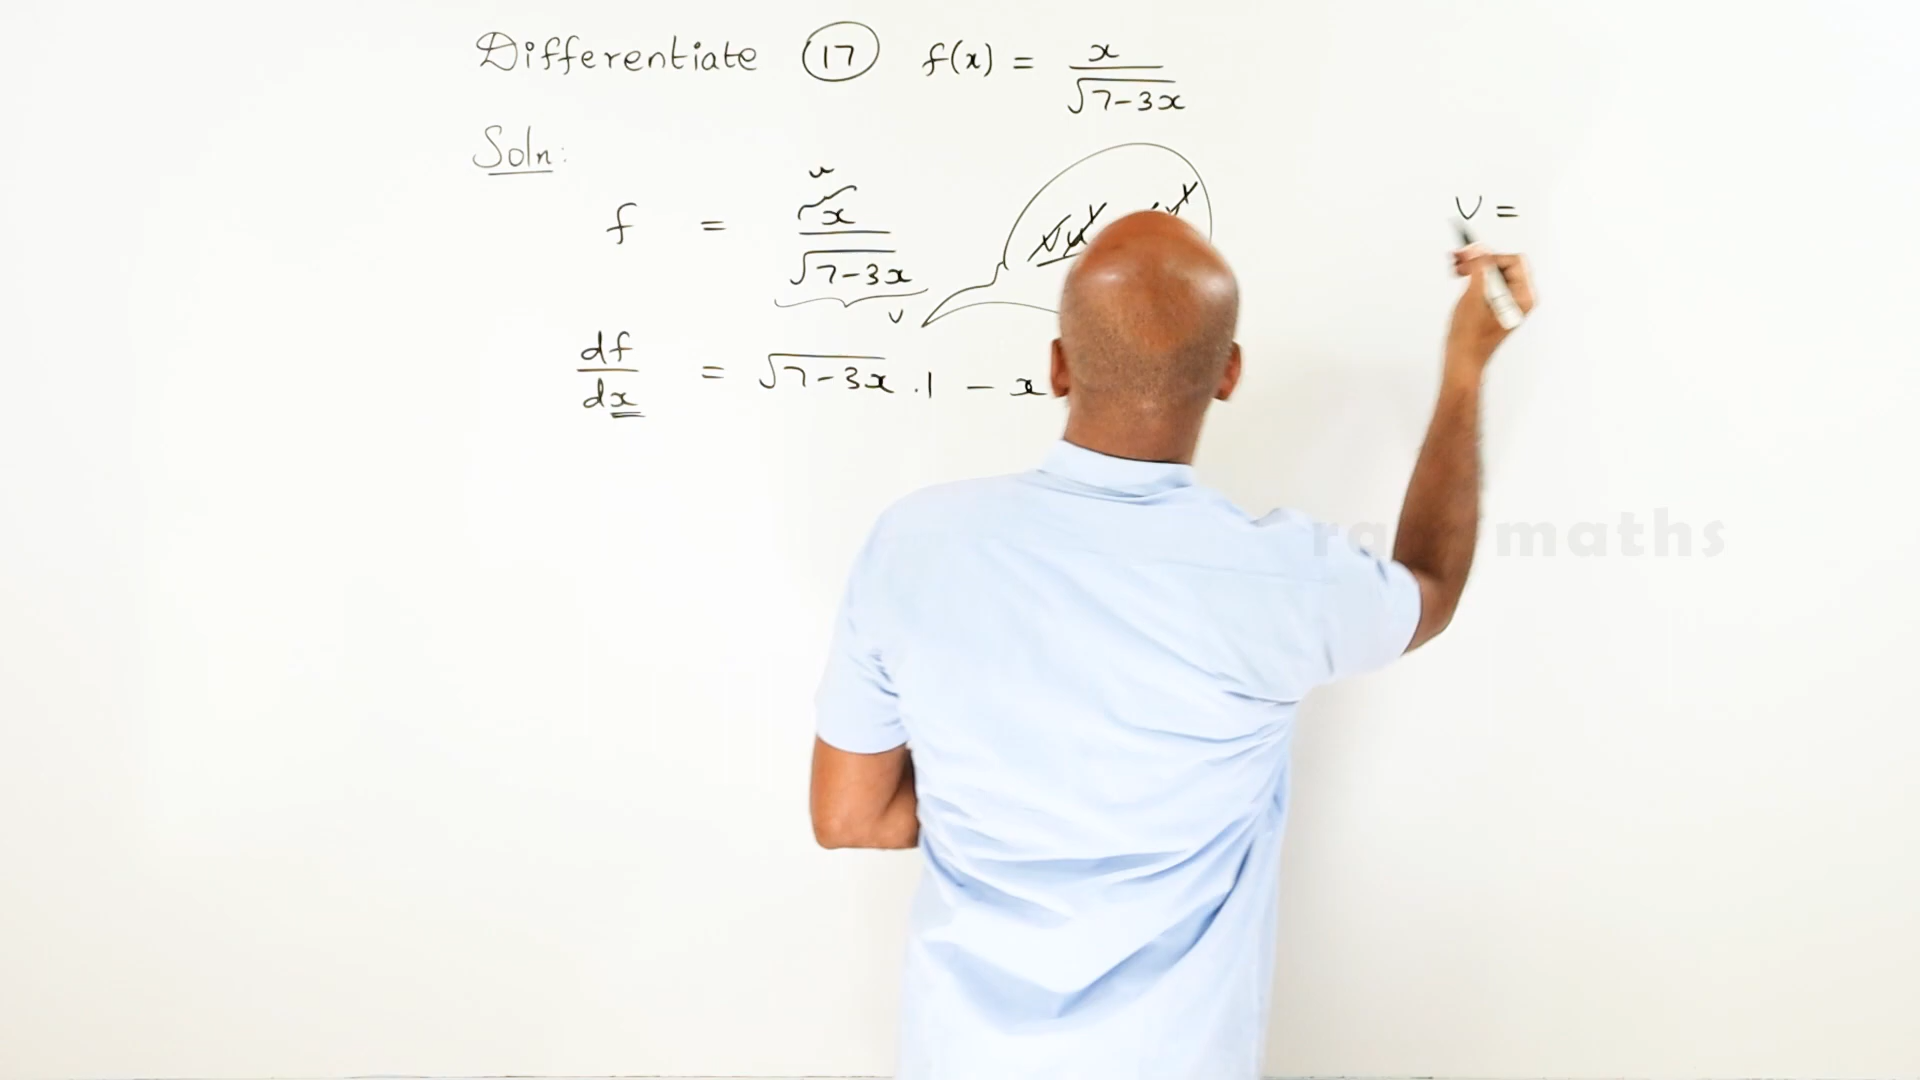 Differentiate (17) f(x) = x / √7-3x
Soln:
u
f = x / √7-3x
v
v =
df/dx = √7-3x . 1 - x
maths